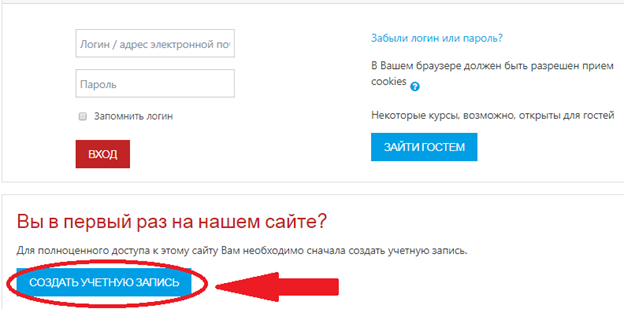 Логин / адрес электронной поч
Пароль
Запомнить логин
ВХОД
Забыли логин или пароль?
В Вашем браузере должен быть разрешен прием
cookies ?
Некоторые курсы, возможно, открыты для гостей
ЗАЙТИ ГОСТЕМ
Вы в первый раз на нашем сайте?
Для полноценного доступа к этому сайту Вам необходимо сначала создать учетную запись.
СОЗДАТЬ УЧЕТНУЮ ЗАПИСЬ